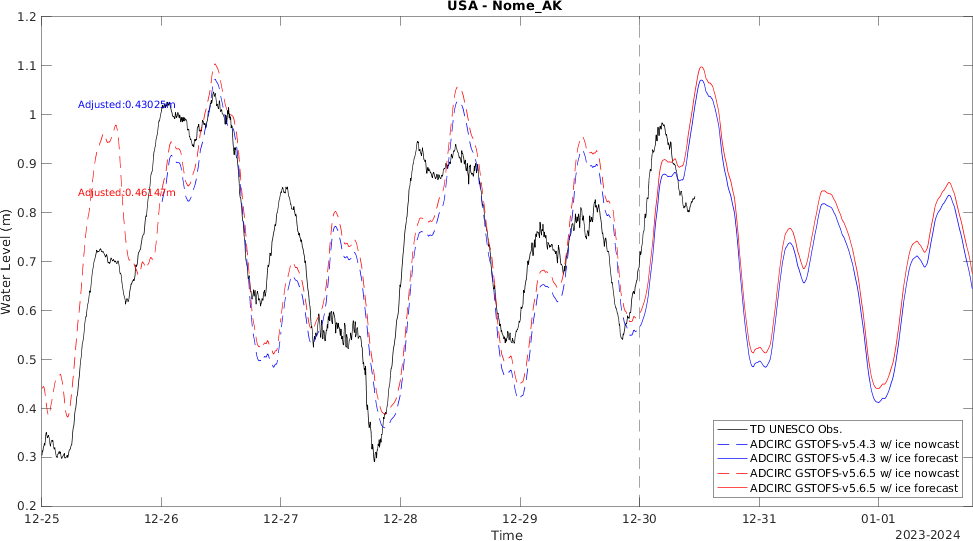 USA - Nome_AK
1.2
1.1
1
0.9
0.8
0.7
0.6
0.5
0.4
0.3
0.2
Water Level (m)
Adjusted:0.43025m
Adjusted:0.46147m
TD UNESCO Obs.
ADCIRC GSTOFS-v5.4.3 w/ ice nowcast
ADCIRC GSTOFS-v5.4.3 w/ ice forecast
ADCIRC GSTOFS-v5.6.5 w/ ice nowcast
ADCIRC GSTOFS-v5.6.5 w/ ice forecast
12-25 12-26 12-27 12-28 12-29 12-30 12-31 01-01
Time
2023-2024